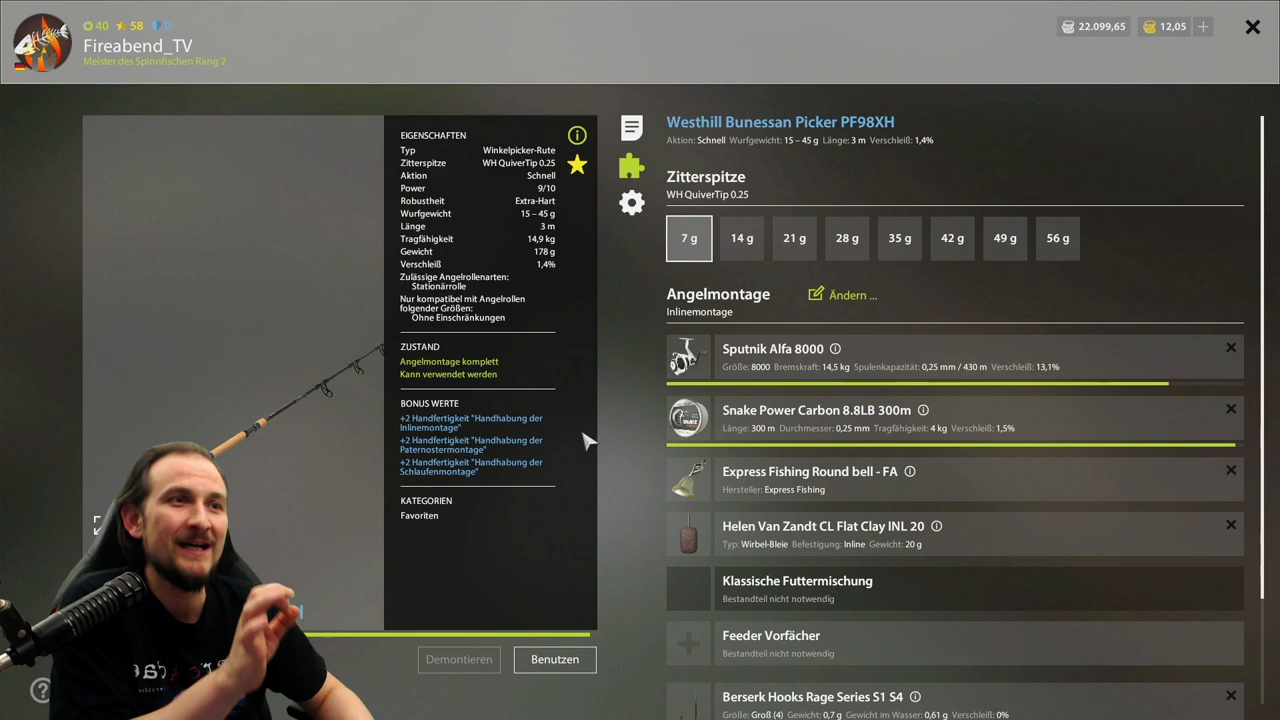 40 58 0
Fireabend_TV
Meister des Spinnfischen Rang 2
22.099,65 12,05
EIGENSCHAFTEN
Typ Winkelpicker-Rute
Zitterspitze WH QuiverTip 0.25
Aktion Schnell
Power 9/10
Robustheit Extra-Hart
Wurfgewicht 15 – 45 g
Länge 3 m
Tragfähigkeit 14,9 kg
Gewicht 178 g
Verschleiß 1,4%
Zulässige Angelrollenarten:
Stationärrolle
Nur kompatibel mit Angelrollen
folgender Größen:
Ohne Einschränkungen
ZUSTAND
Angelmontage komplett
Kann verwendet werden
BONUS WERTE
+2 Handfertigkeit "Handhabung der
Inlinemontage"
+2 Handfertigkeit "Handhabung der
Paternostermontage"
+2 Handfertigkeit "Handhabung der
Schlaufenmontage"
KATEGORIEN
Favoriten
Demontieren Benutzen
Westhill Bunessan Picker PF98XH
Aktion: Schnell Wurfgewicht: 15 – 45 g Länge: 3 m Verschleiß: 1,4%
Zitterspitze
WH QuiverTip 0.25
7 g 14 g 21 g 28 g 35 g 42 g 49 g 56 g
Angelmontage Ändern ...
Inlinemontage
Sputnik Alfa 8000
Größe: 8000 Bremskraft: 14,5 kg Spulenkapazität: 0,25 mm / 430 m Verschleiß: 13,1%
Snake Power Carbon 8.8LB 300m
Länge: 300 m Durchmesser: 0,25 mm Tragfähigkeit: 4 kg Verschleiß: 1,5%
Express Fishing Round bell - FA
Hersteller: Express Fishing
Helen Van Zandt CL Flat Clay INL 20
Typ: Wirbel-Bleie Befestigung: Inline Gewicht: 20 g
Klassische Futtermischung
Bestandteil nicht notwendig
Feeder Vorfächer
Bestandteil nicht notwendig
Berserk Hooks Rage Series S1 S4
Größe: Groß (4) Gewicht: 0,7 g Gewicht im Wasser: 0,61 g Verschleiß: 0%